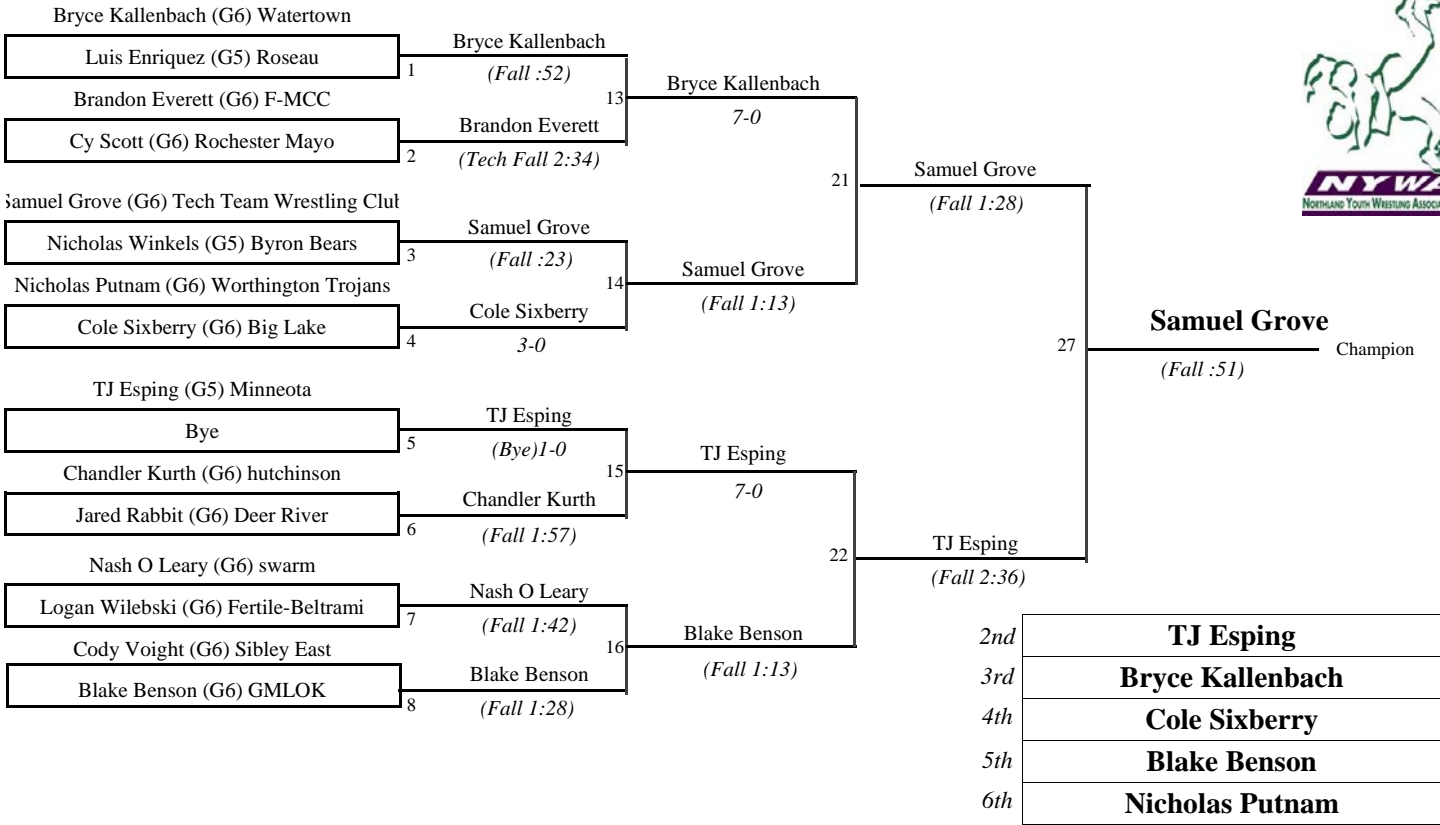 Bryce Kallenbach (G6) Watertown
Luis Enriquez (G5) Roseau
1
Brandon Everett (G6) F-MCC
Cy Scott (G6) Rochester Mayo
2
Samuel Grove (G6) Tech Team Wrestling Club
Nicholas Winkels (G5) Byron Bears
3
Nicholas Putnam (G6) Worthington Trojans
Cole Sixberry (G6) Big Lake
4
TJ Esping (G5) Minneota
Bye
5
Chandler Kurth (G6) hutchinson
Jared Rabbit (G6) Deer River
6
Nash O Leary (G6) swarm
Logan Wilebski (G6) Fertile-Beltrami
7
Cody Voight (G6) Sibley East
Blake Benson (G6) GMLOK
8
Bryce Kallenbach
(Fall :52)
13
Brandon Everett
(Tech Fall 2:34)
Samuel Grove
(Fall :23)
14
Cole Sixberry
3-0
TJ Esping
(Bye)1-0
15
Chandler Kurth
(Fall 1:57)
Nash O Leary
(Fall 1:42)
16
Blake Benson
(Fall 1:28)
Bryce Kallenbach
7-0
21
Samuel Grove
(Fall 1:13)
TJ Esping
7-0
22
Blake Benson
(Fall 1:13)
Samuel Grove
(Fall 1:28)
27
TJ Esping
(Fall 2:36)
Samuel Grove
Champion
(Fall :51)
NYWA
NORTHLAND YOUTH WRESTLING ASSOCIA
2nd TJ Esping
3rd Bryce Kallenbach
4th Cole Sixberry
5th Blake Benson
6th Nicholas Putnam